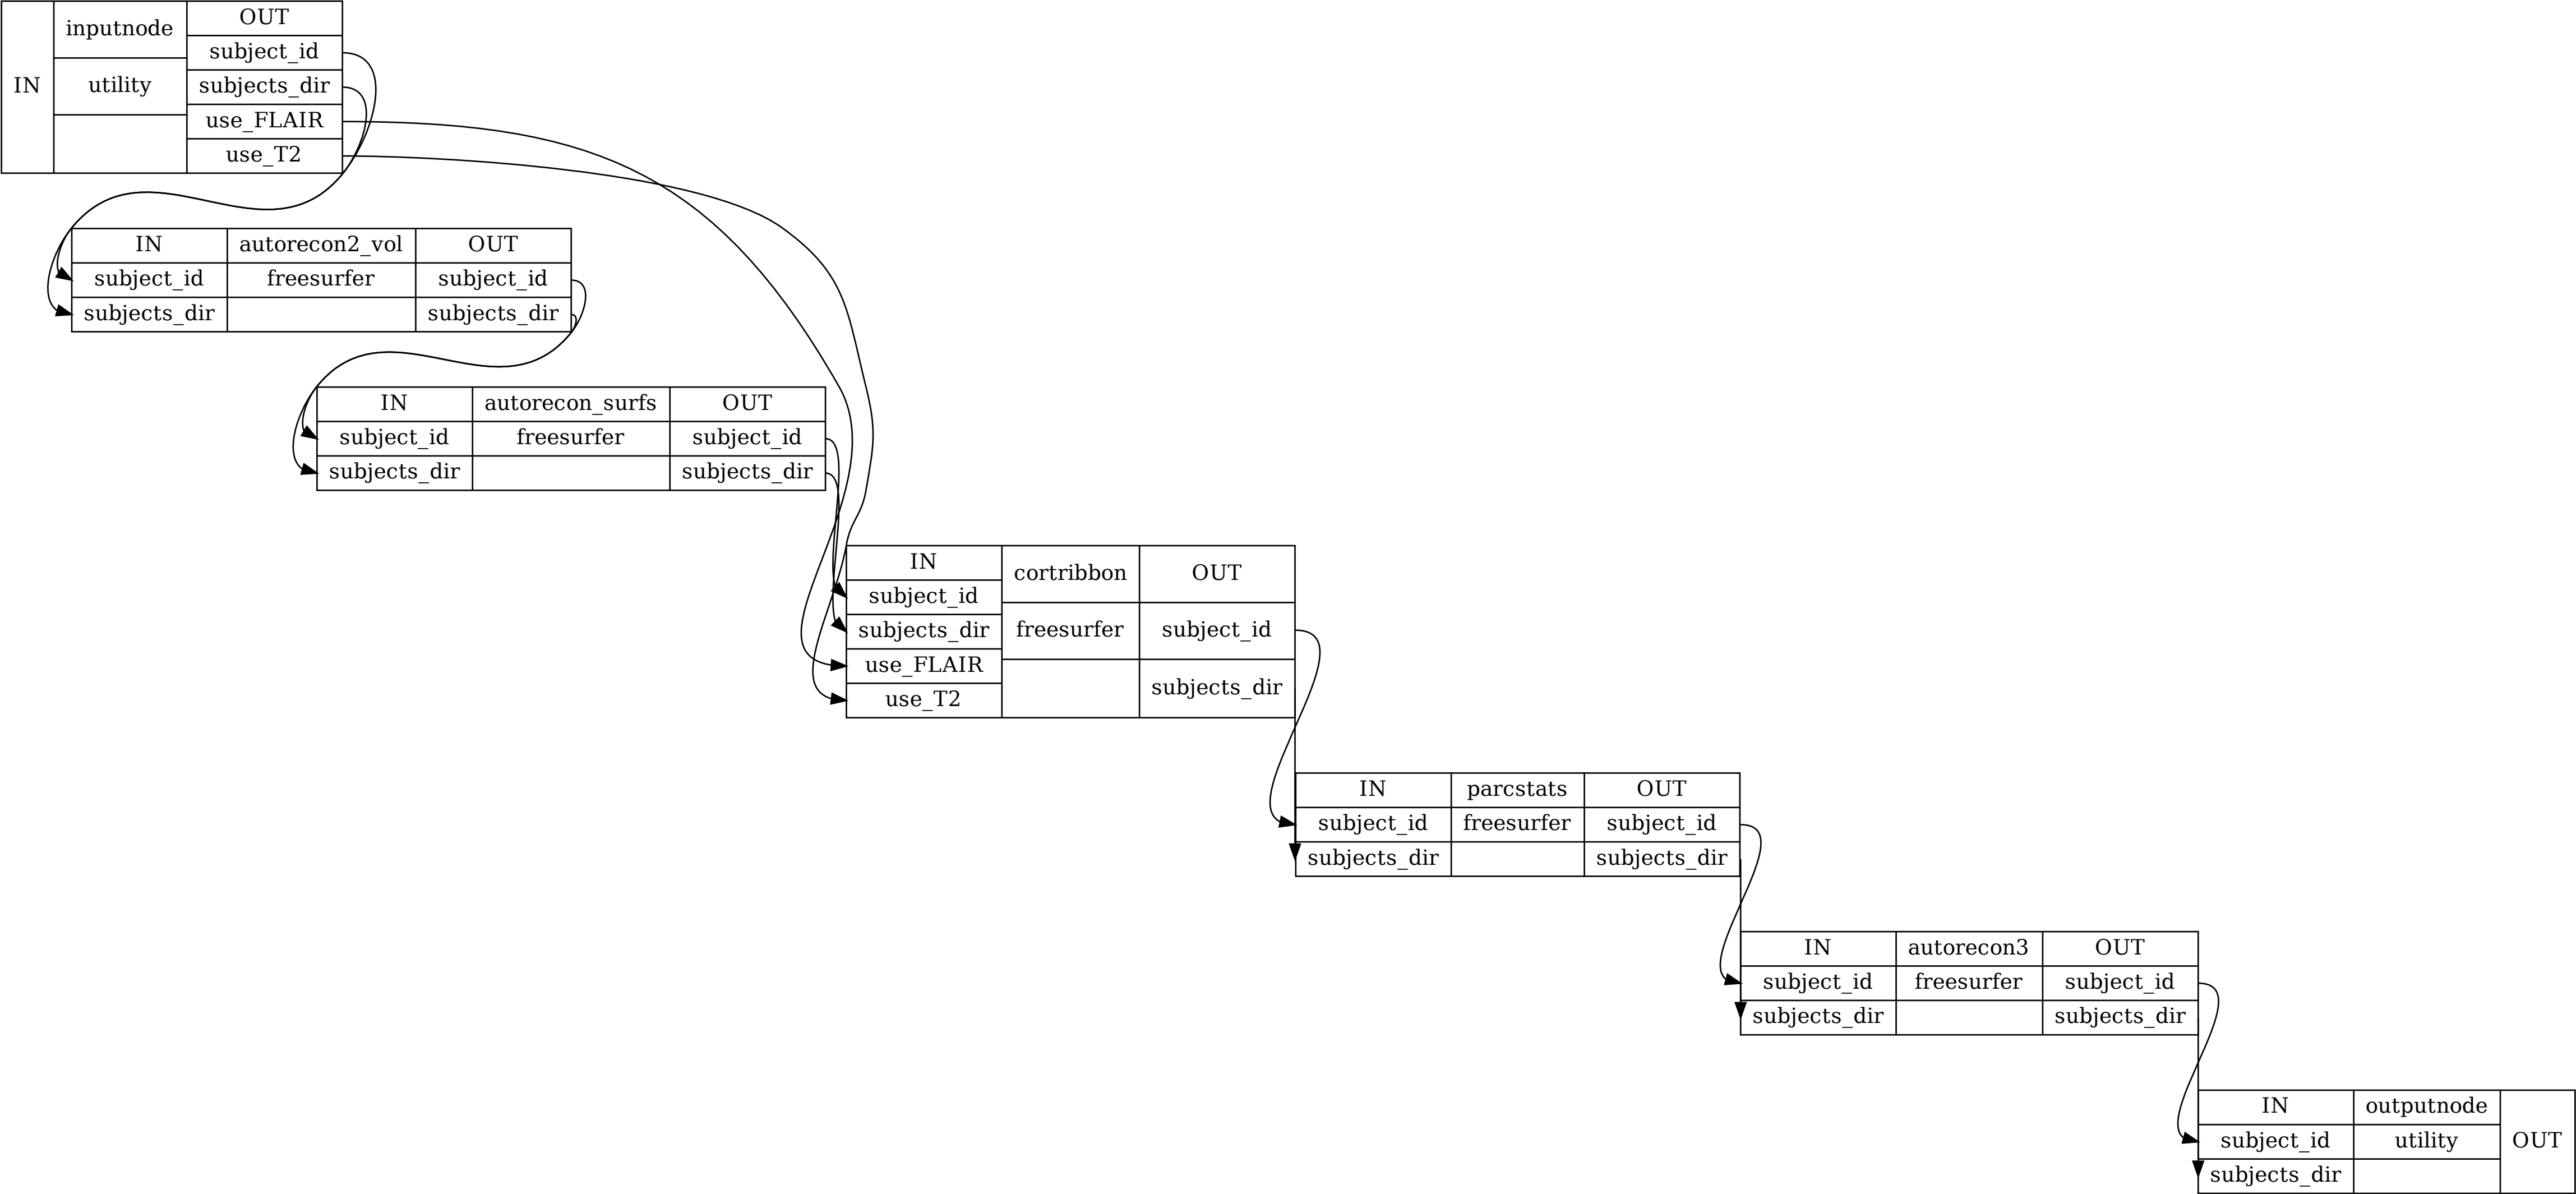 IN inputnode OUT
subject_id
utility subjects_dir
use_FLAIR
use_T2
IN autorecon2_vol OUT
subject_id freesurfer subject_id
subjects_dir subjects_dir
IN autorecon_surfs OUT
subject_id freesurfer subject_id
subjects_dir subjects_dir
IN cortribbon OUT
subject_id
subjects_dir freesurfer subject_id
use_FLAIR
use_T2 subjects_dir
IN parcstats OUT
subject_id freesurfer subject_id
subjects_dir subjects_dir
IN autorecon3 OUT
subject_id freesurfer subject_id
subjects_dir subjects_dir
IN outputnode
subject_id utility OUT
subjects_dir